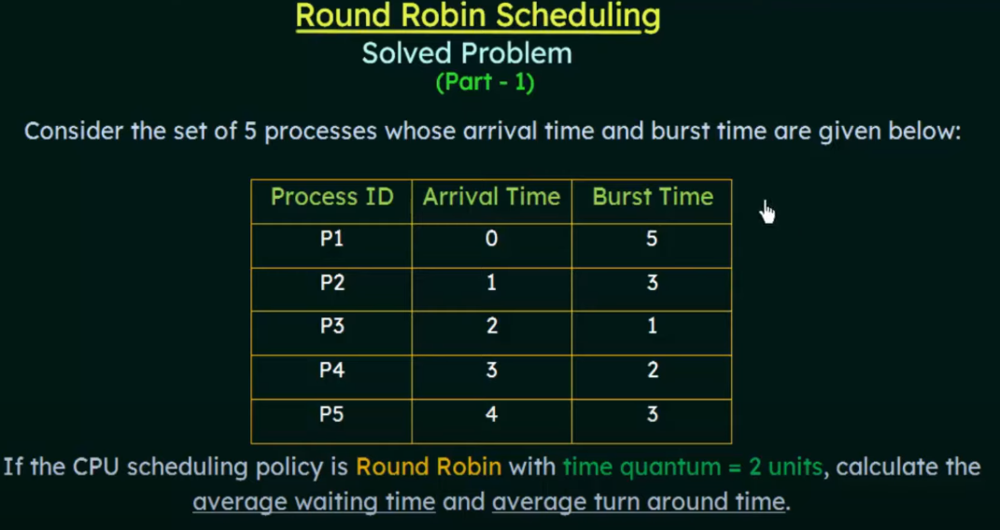 Round Robin Scheduling
Solved Problem
(Part - 1)
Consider the set of 5 processes whose arrival time and burst time are given below:
Process ID Arrival Time Burst Time
P1 0 5
P2 1 3
P3 2 1
P4 3 2
P5 4 3
If the CPU scheduling policy is Round Robin with time quantum = 2 units, calculate the
average waiting time and average turn around time.